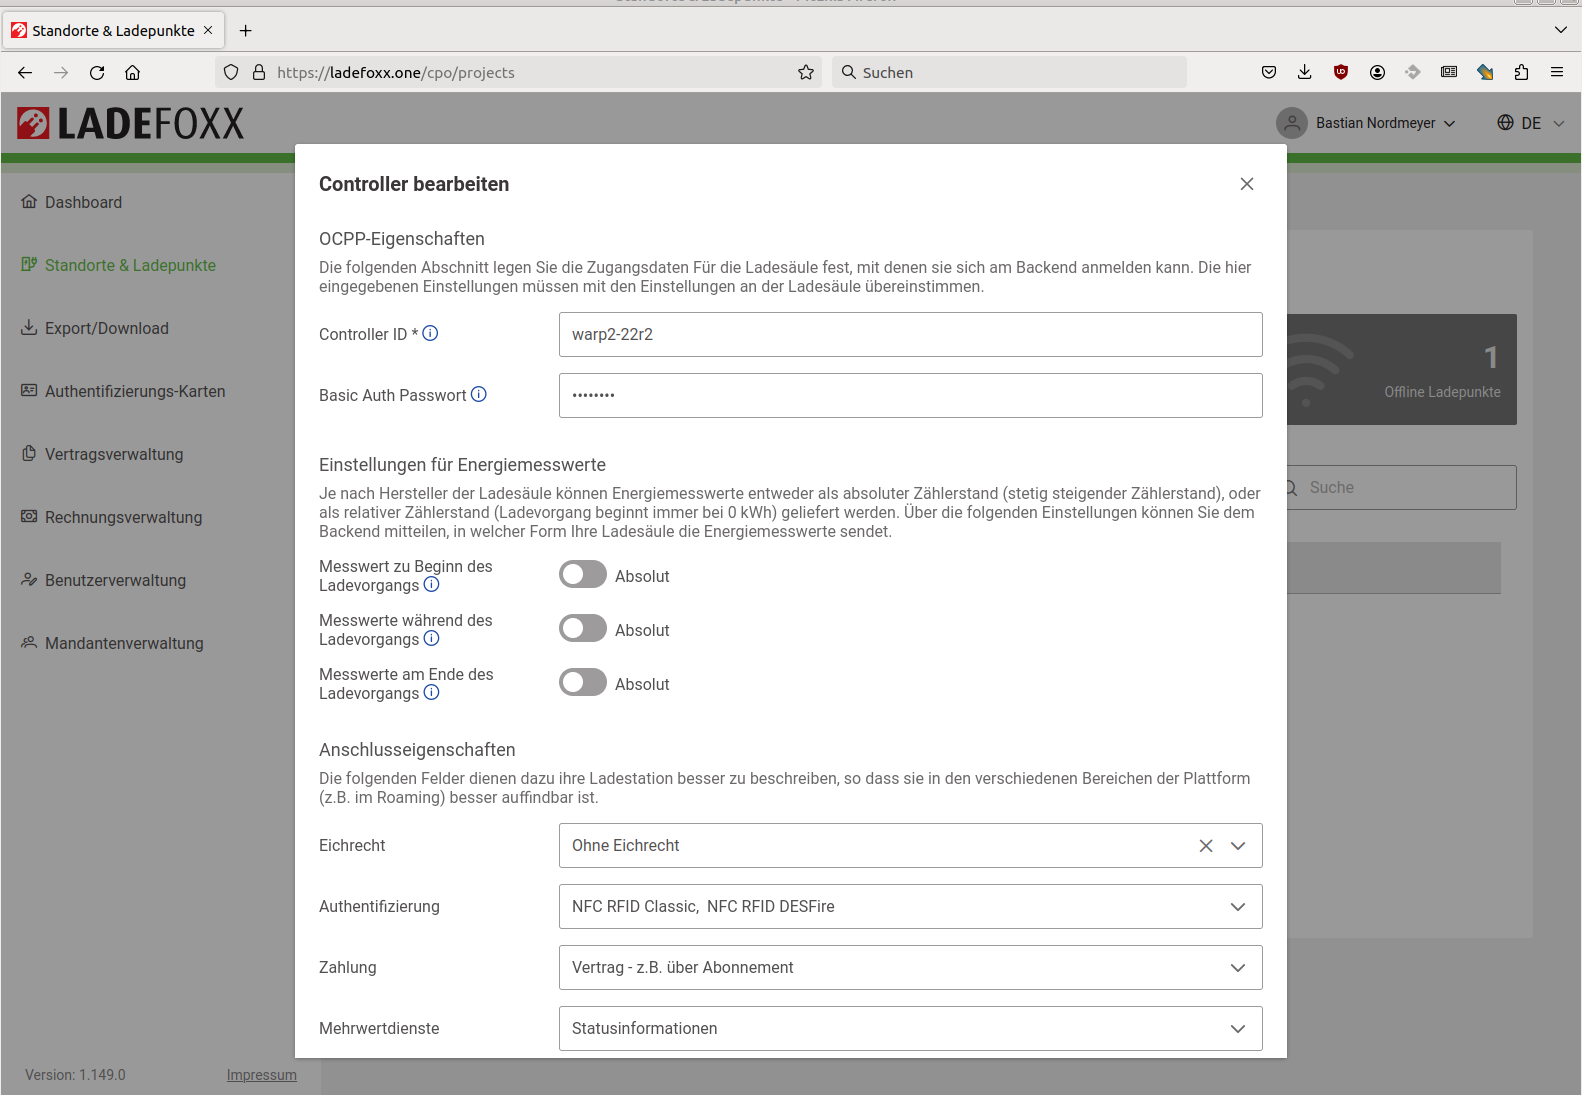 Standorte & Ladepunkte
https://ladefoxx.one/cpo/projects
Suchen
LADEFOXX
Bastian Nordmeyer
DE
Dashboard
Standorte & Ladepunkte
Export/Download
Authentifizierungs-Karten
Vertragsverwaltung
Rechnungsverwaltung
Benutzerverwaltung
Mandantenverwaltung
Version: 1.149.0
Impressum
1
Offline Ladepunkte
Suche
Controller bearbeiten
OCPP-Eigenschaften
Die folgenden Abschnitt legen Sie die Zugangsdaten Für die Ladesäule fest, mit denen sie sich am Backend anmelden kann. Die hier
eingegebenen Einstellungen müssen mit den Einstellungen an der Ladesäule übereinstimmen.
Controller ID *
warp2-22r2
Basic Auth Passwort
••••••••
Einstellungen für Energiemesswerte
Je nach Hersteller der Ladesäule können Energiemesswerte entweder als absoluter Zählerstand (stetig steigender Zählerstand), oder
als relativer Zählerstand (Ladevorgang beginnt immer bei 0 kWh) geliefert werden. Über die folgenden Einstellungen können Sie dem
Backend mitteilen, in welcher Form Ihre Ladesäule die Energiemesswerte sendet.
Messwert zu Beginn des
Ladevorgangs
Absolut
Messwerte während des
Ladevorgangs
Absolut
Messwerte am Ende des
Ladevorgangs
Absolut
Anschlusseigenschaften
Die folgenden Felder dienen dazu ihre Ladestation besser zu beschreiben, so dass sie in den verschiedenen Bereichen der Plattform
(z.B. im Roaming) besser auffindbar ist.
Eichrecht
Ohne Eichrecht
Authentifizierung
NFC RFID Classic, NFC RFID DESFire
Zahlung
Vertrag - z.B. über Abonnement
Mehrwertdienste
Statusinformationen